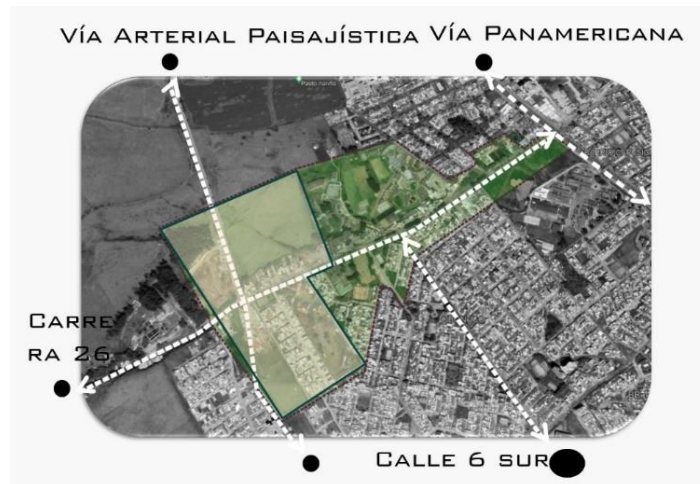 VÍA ARTERIAL PAISAJÍSTICA
VÍA PANAMERICANA
CARRE
RA 26
CALLE 6 SUR